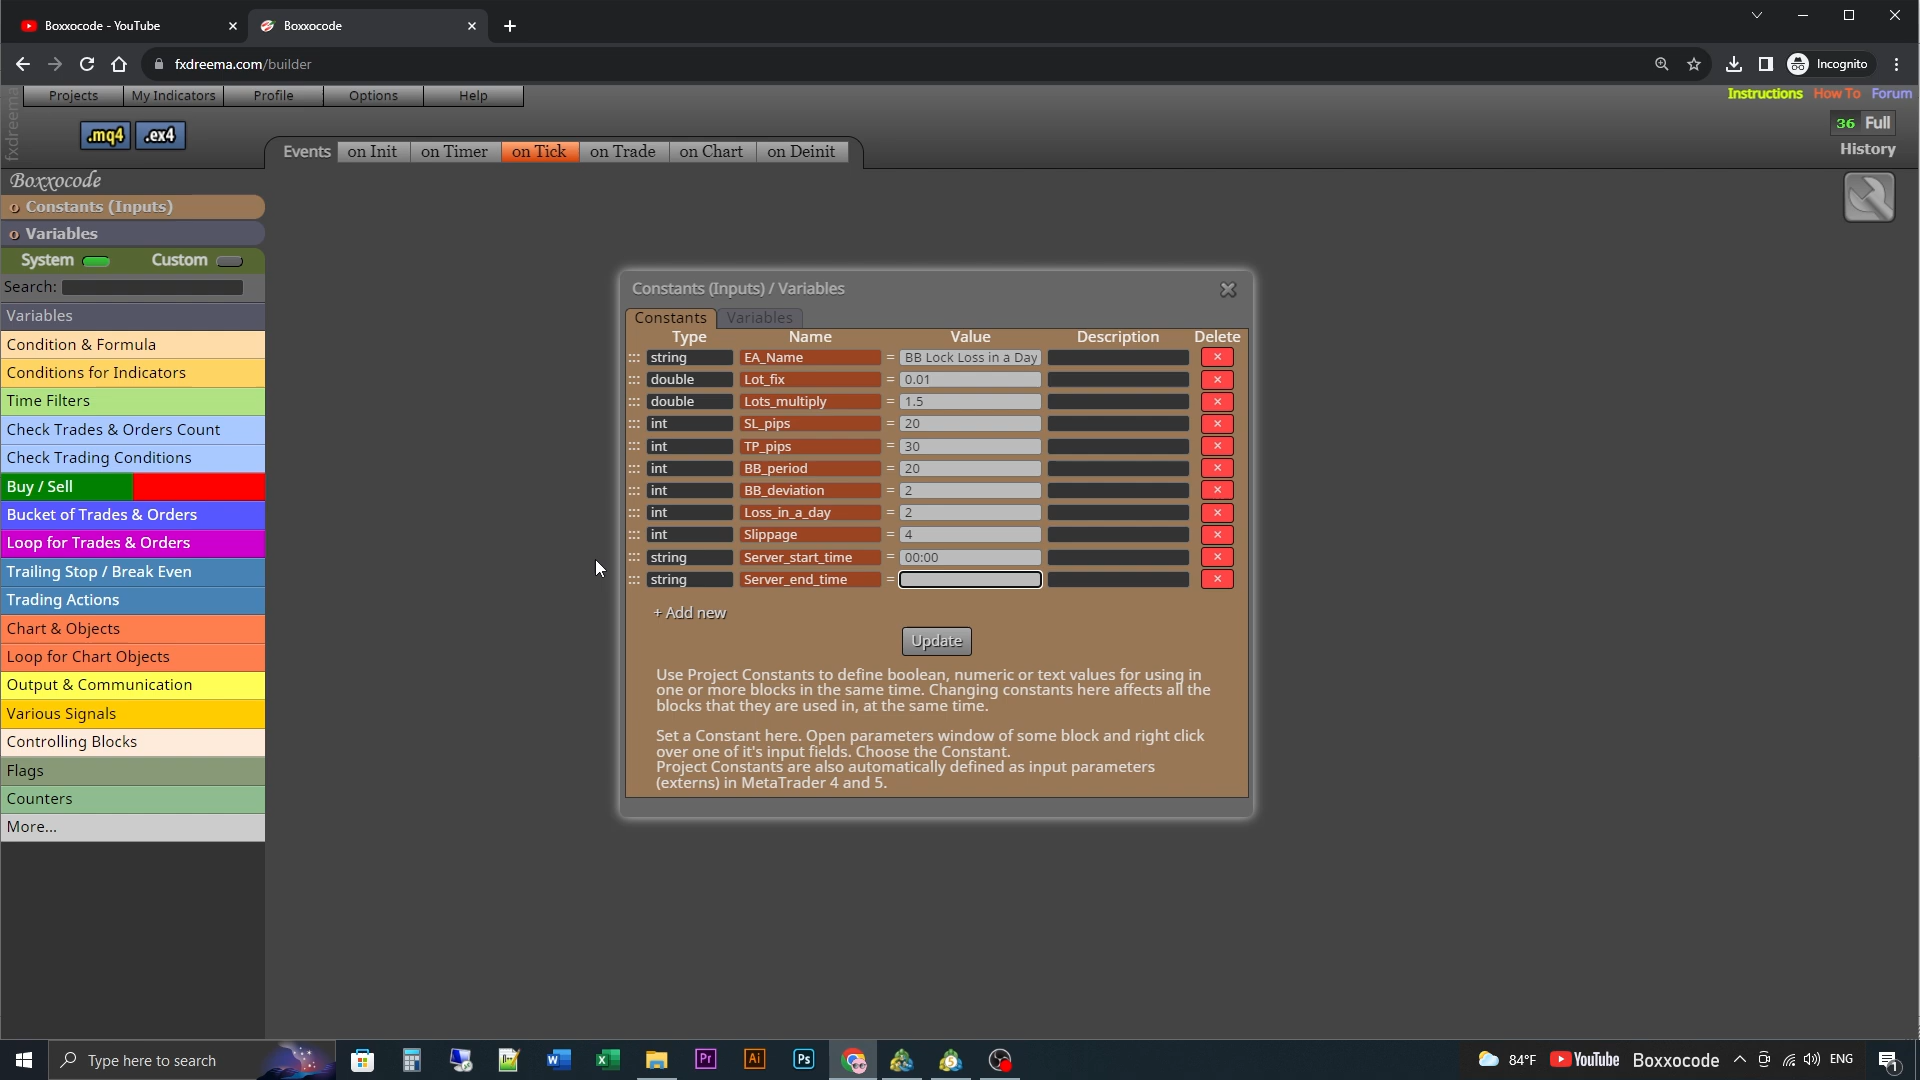 Boxxocode - YouTube
Boxxocode
fxdreema.com/builder
Incognito
Projects My Indicators Profile Options Help
Instructions How To Forum
fxdreema
.mq4 .ex4
36 Full
Events on Init on Timer on Tick on Trade on Chart on Deinit
History
Boxxocode
Constants (Inputs)
Variables
System Custom
Search:
Variables
Condition & Formula
Conditions for Indicators
Time Filters
Check Trades & Orders Count
Check Trading Conditions
Buy / Sell
Bucket of Trades & Orders
Loop for Trades & Orders
Trailing Stop / Break Even
Trading Actions
Chart & Objects
Loop for Chart Objects
Output & Communication
Various Signals
Controlling Blocks
Flags
Counters
More...
Constants (Inputs) / Variables
Constants Variables
Type Name Value Description Delete
::: string EA_Name = BB Lock Loss in a Day ×
::: double Lot_fix = 0.01 ×
::: double Lots_multiply = 1.5 ×
::: int SL_pips = 20 ×
::: int TP_pips = 30 ×
::: int BB_period = 20 ×
::: int BB_deviation = 2 ×
::: int Loss_in_a_day = 2 ×
::: int Slippage = 4 ×
::: string Server_start_time = 00:00 ×
::: string Server_end_time = ×
+ Add new
Update
Use Project Constants to define boolean, numeric or text values for using in
one or more blocks in the same time. Changing constants here affects all the
blocks that they are used in, at the same time.
Set a Constant here. Open parameters window of some block and right click
over one of it's input fields. Choose the Constant.
Project Constants are also automatically defined as input parameters
(externs) in MetaTrader 4 and 5.
Type here to search
Pr
Ai
Ps
84°F
YouTube
Boxxocode
ENG
1